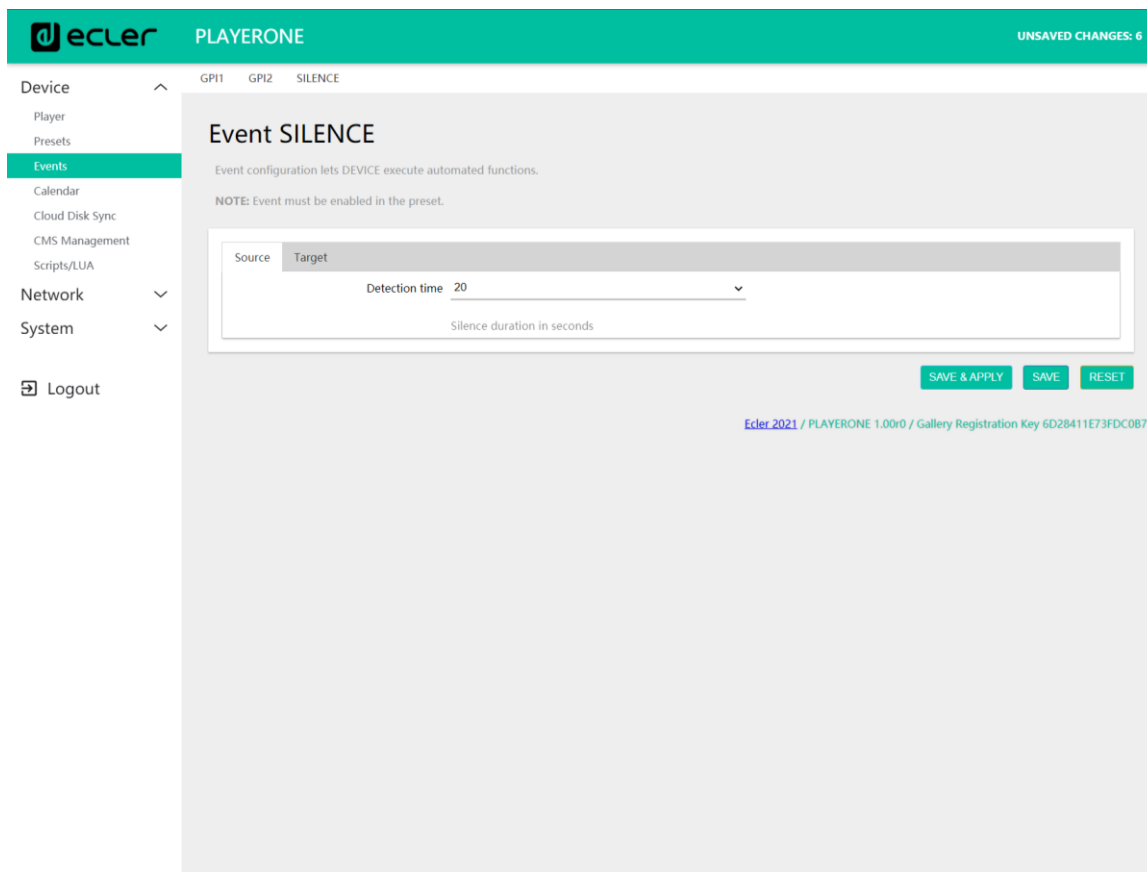 ecler PLAYERONE UNSAVED CHANGES: 6
GPI1 GPI2 SILENCE
Device
Player
Presets
Events
Calendar
Cloud Disk Sync
CMS Management
Scripts/LUA
Network
System
Logout
Event SILENCE
Event configuration lets DEVICE execute automated functions.
NOTE: Event must be enabled in the preset.
Source Target
Detection time 20
Silence duration in seconds
SAVE & APPLY SAVE RESET
Ecler 2021 / PLAYERONE 1.00r0 / Gallery Registration Key 6D28411E73FDC0B7